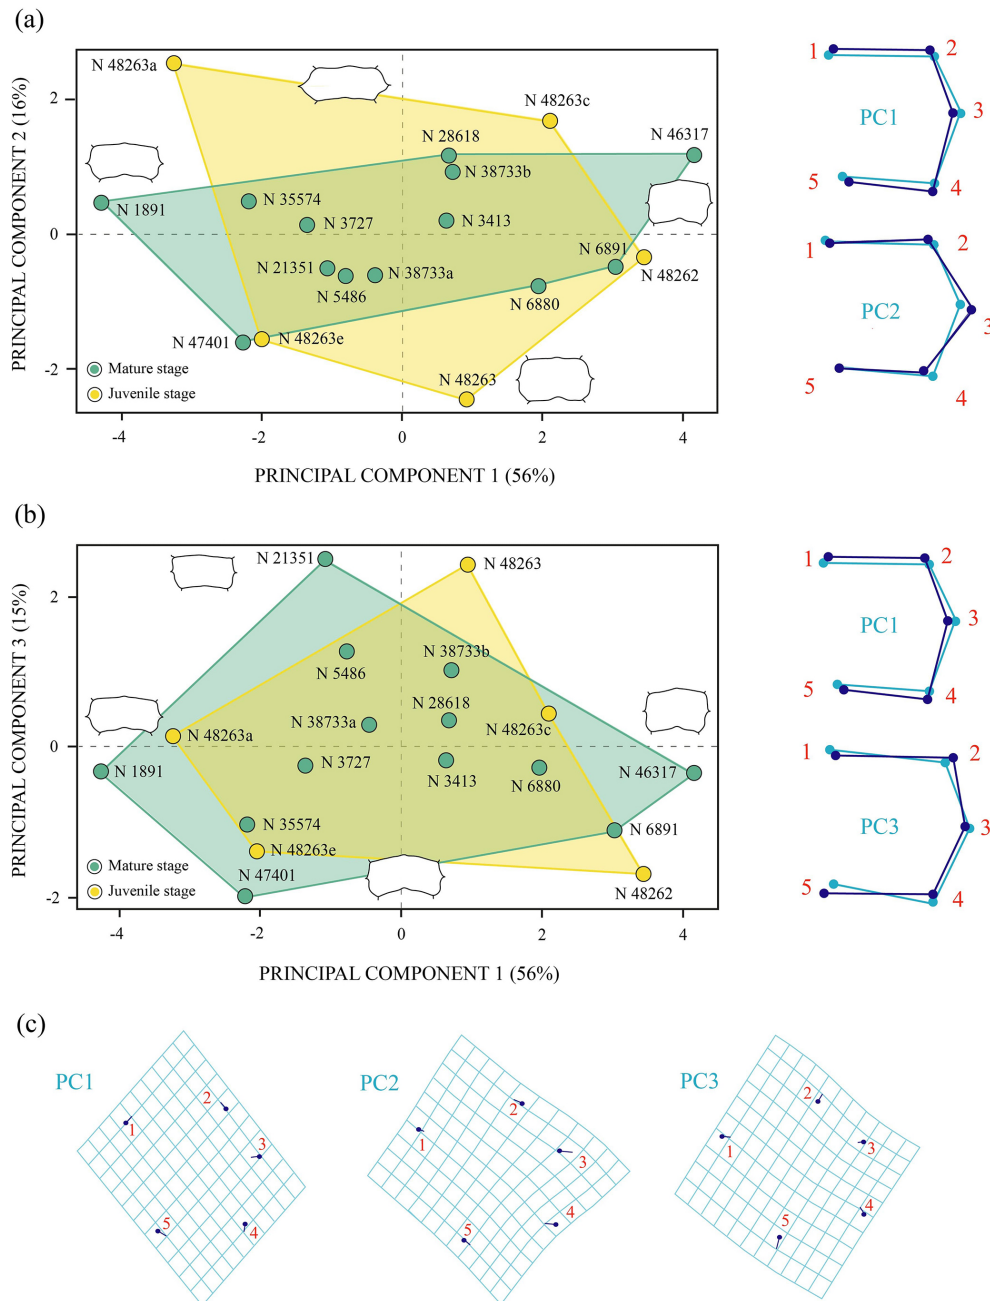 (a)
PRINCIPAL COMPONENT 2 (16%)
2
0
-2
N 48263a
N 48263c
N 28618
N 46317
N 38733b
N 1891
N 35574
N 3727
N 3413
N 6891
N 21351
N 38733a
N 48262
N 5486
N 6880
N 47401
N 48263e
N 48263
Mature stage
Juvenile stage
-4
-2
0
2
4
PRINCIPAL COMPONENT 1 (56%)
1
2
3
4
5
PC1
1
2
3
4
5
PC2
(b)
PRINCIPAL COMPONENT 3 (15%)
2
0
-2
N 21351
N 48263
N 5486
N 38733b
N 28618
N 38733a
N 48263c
N 48263a
N 1891
N 3727
N 3413
N 6880
N 46317
N 35574
N 6891
N 48263e
N 47401
N 48262
Mature stage
Juvenile stage
-4
-2
0
2
4
PRINCIPAL COMPONENT 1 (56%)
1
2
3
4
5
PC1
1
2
3
4
5
PC3
(c)
PC1
1
2
3
4
5
PC2
1
2
3
4
5
PC3
1
2
3
4
5